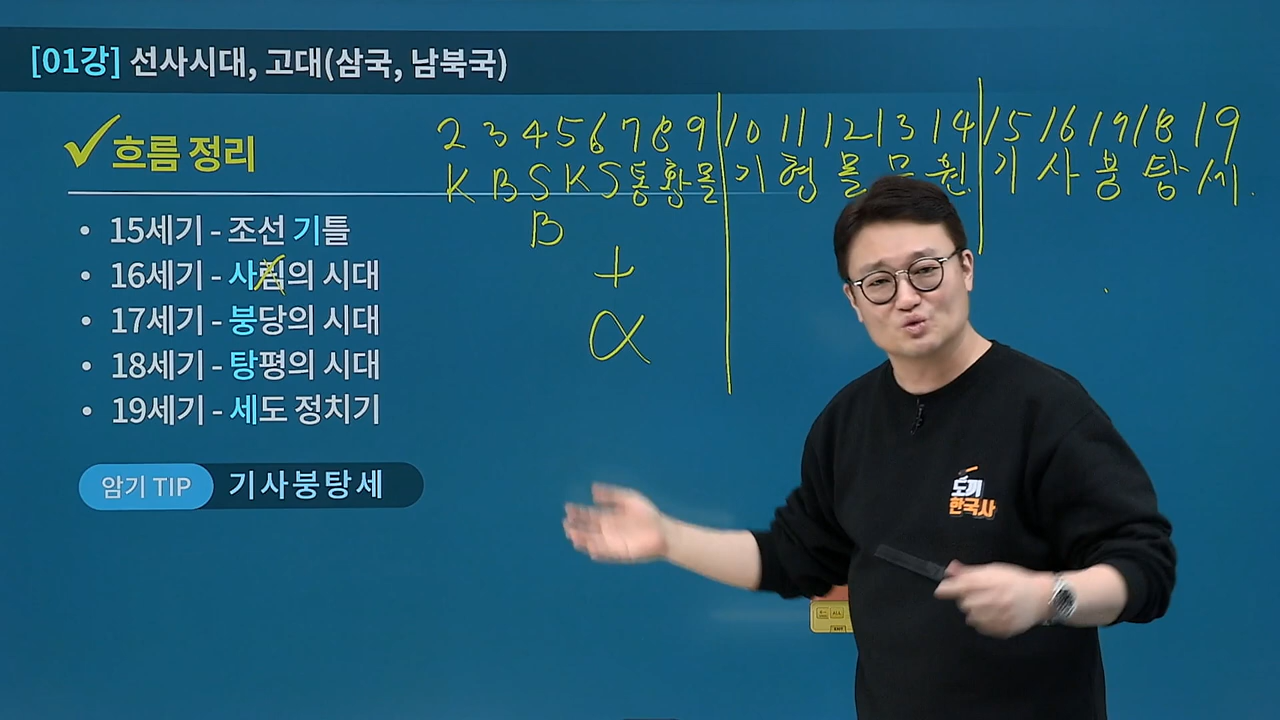 [01강] 선사시대, 고대(삼국, 남북국)
흐름 정리
2 3 4 5 6 7 8 9 10 11 12 13 14 15 16 19 18 19
K B S K S 통 황 몰 기 형 몰 무 원 기 사 붕 탕 세.
B
+
α
• 15세기 - 조선 기틀
• 16세기 - 사림의 시대
• 17세기 - 붕당의 시대
• 18세기 - 탕평의 시대
• 19세기 - 세도 정치기
암기 TIP 기사붕탕세
도끼
한국사